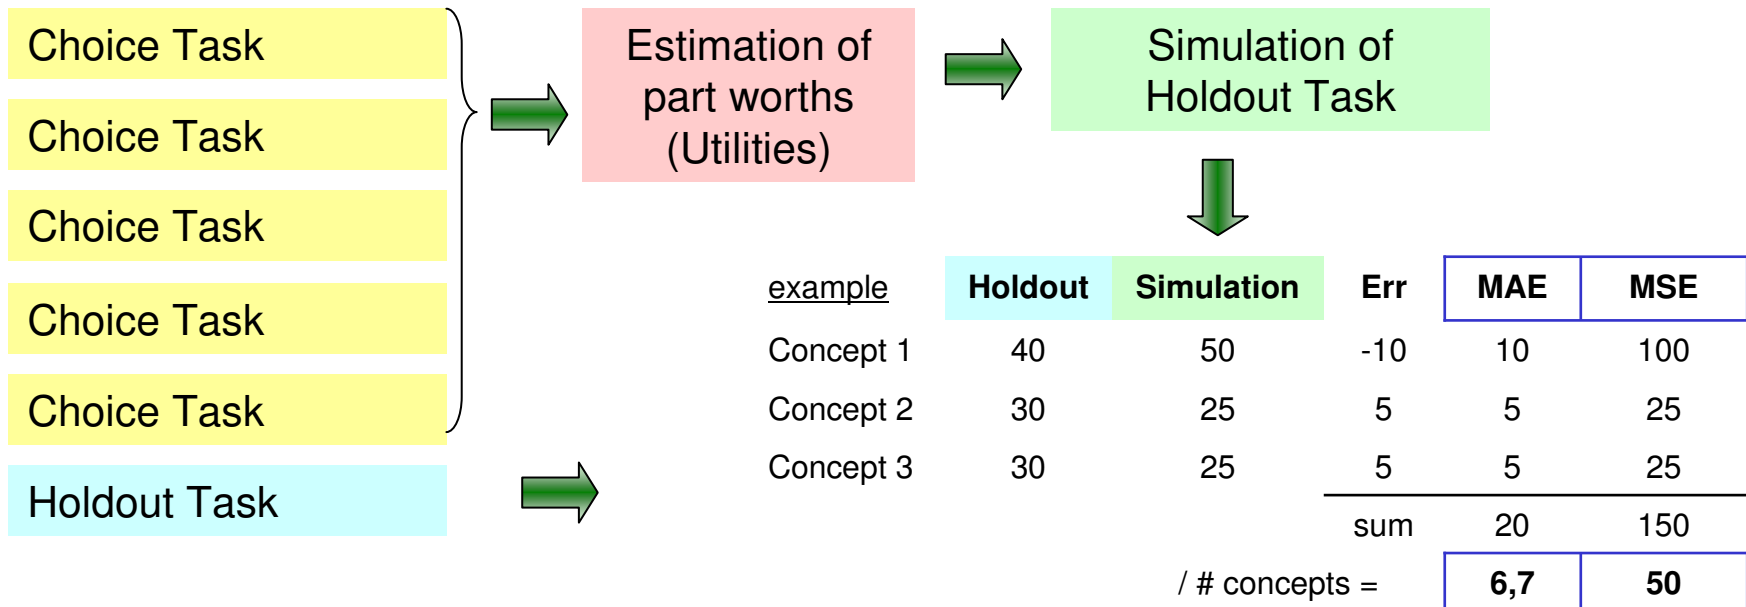 Choice Task
Choice Task
Choice Task
Choice Task
Choice Task
Holdout Task
Estimation of
part worths
(Utilities)
Simulation of
Holdout Task
example Holdout Simulation Err MAE MSE
Concept 1 40 50 -10 10 100
Concept 2 30 25 5 5 25
Concept 3 30 25 5 5 25
sum 20 150
/ # concepts = 6,7 50